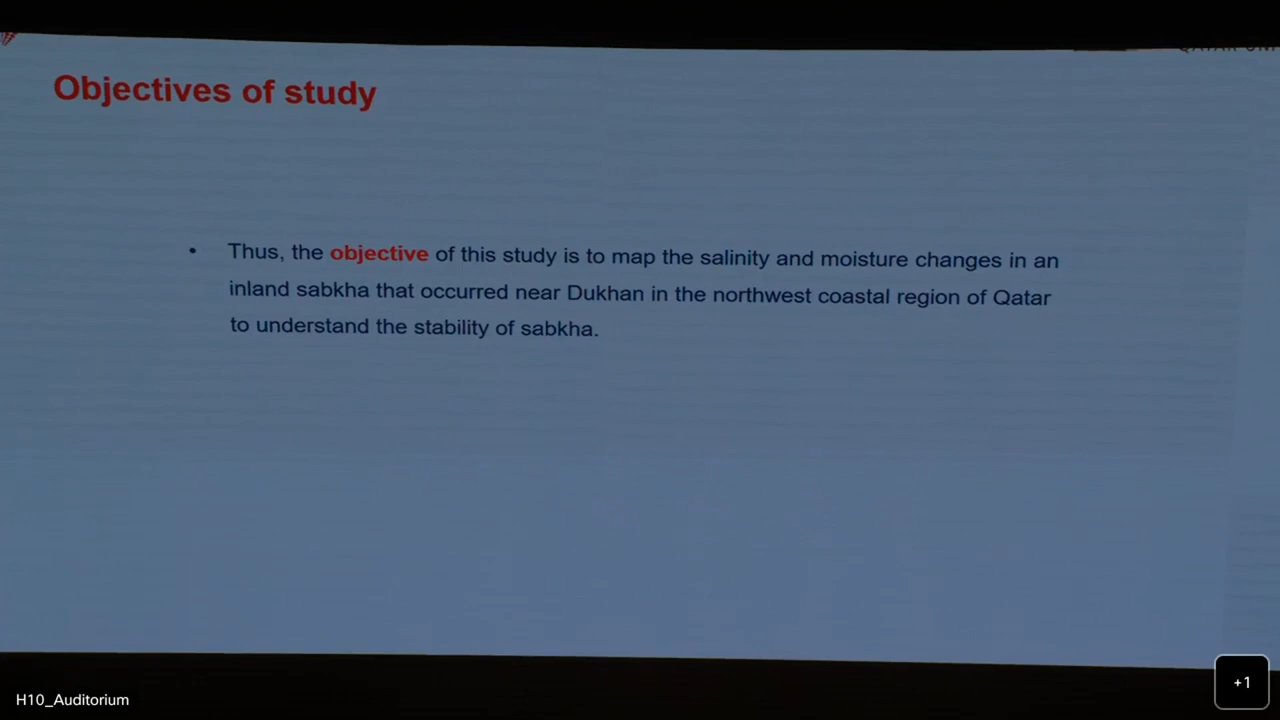 Objectives of study
• Thus, the objective of this study is to map the salinity and moisture changes in an
inland sabkha that occurred near Dukhan in the northwest coastal region of Qatar
to understand the stability of sabkha.
H10_Auditorium
+1